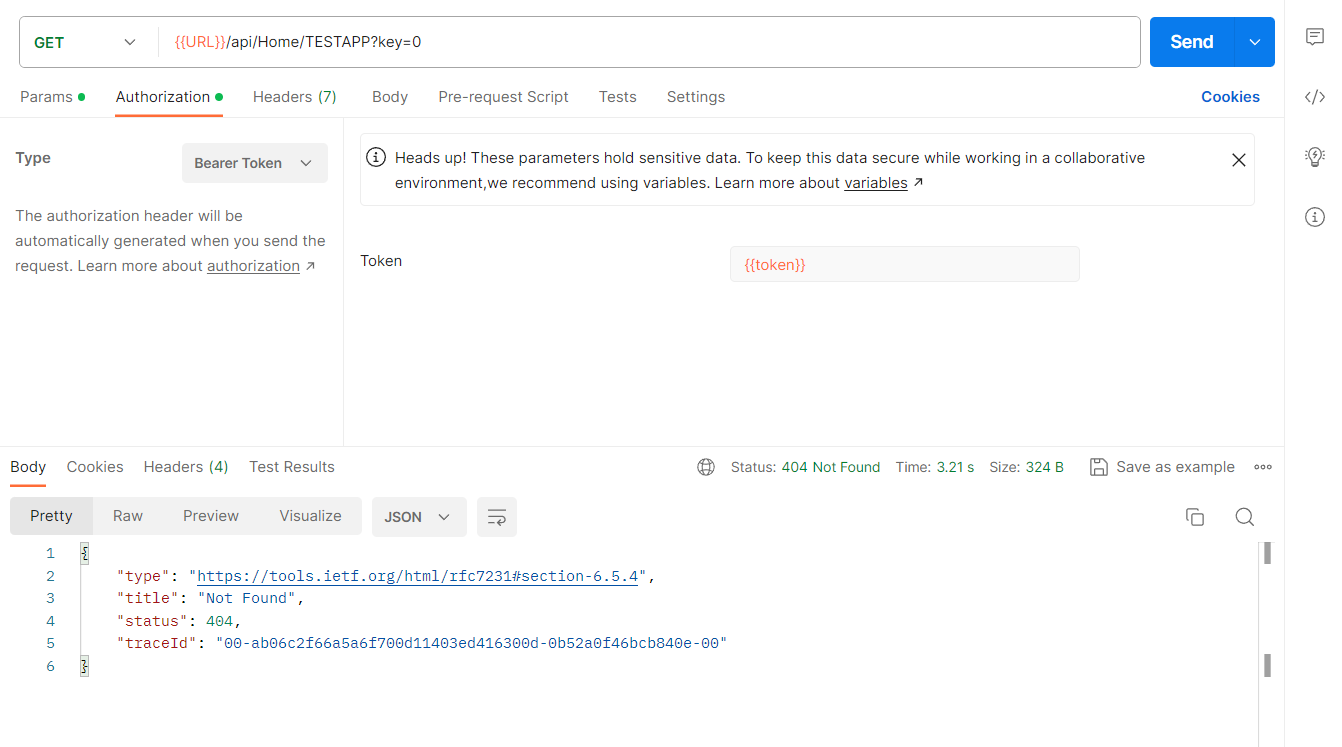 GET {{URL}}/api/Home/TESTAPP?key=0 Send
Params Authorization Headers (7) Body Pre-request Script Tests Settings Cookies
Type Bearer Token
The authorization header will be
automatically generated when you send the
request. Learn more about authorization ↗
Heads up! These parameters hold sensitive data. To keep this data secure while working in a collaborative
environment,we recommend using variables. Learn more about variables ↗
Token {{token}}
Body Cookies Headers (4) Test Results Status: 404 Not Found Time: 3.21 s Size: 324 B Save as example
Pretty Raw Preview Visualize JSON
1 {
2 "type": "https://tools.ietf.org/html/rfc7231#section-6.5.4",
3 "title": "Not Found",
4 "status": 404,
5 "traceId": "00-ab06c2f66a5a6f700d11403ed416300d-0b52a0f46bcb840e-00"
6 }